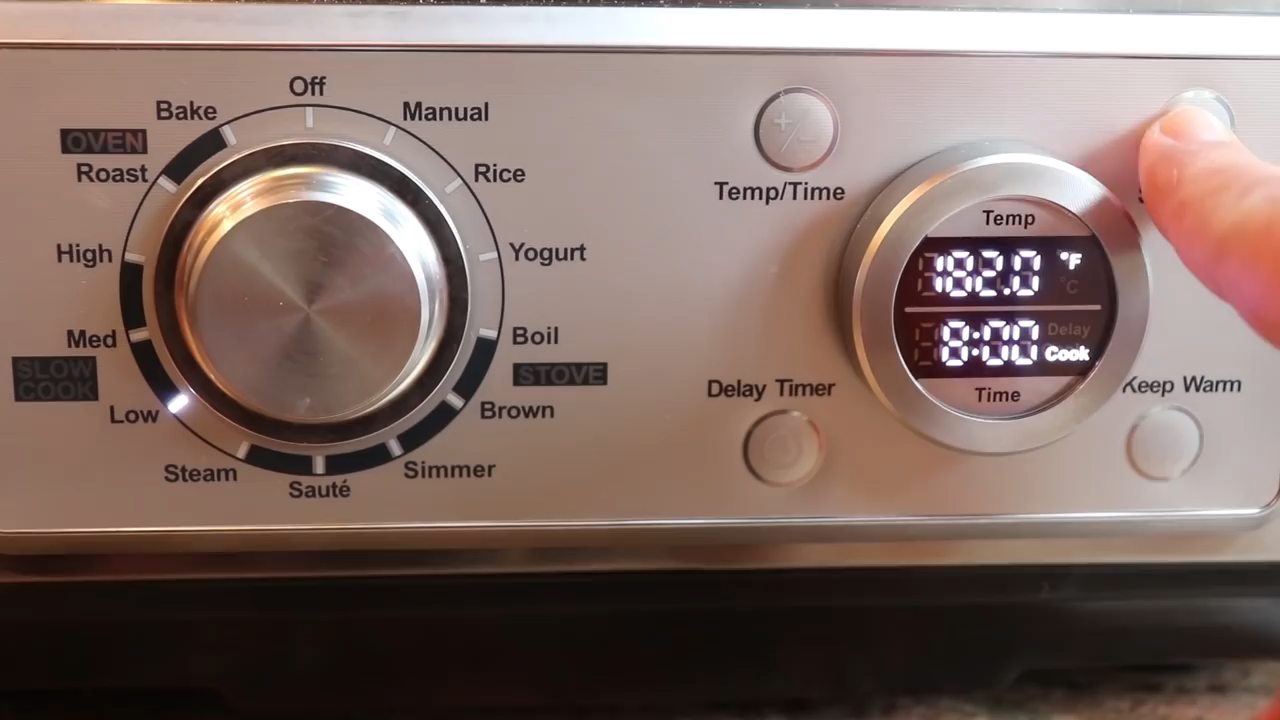 Off
Bake
Manual
OVEN
Roast
Rice
High
Yogurt
Med
Boil
SLOW
COOK
STOVE
Low
Brown
Steam
Simmer
Sauté
+/-
Temp/Time
Temp
182.0 °F
°C
8:00 Delay
Cook
Time
Delay Timer
Keep Warm